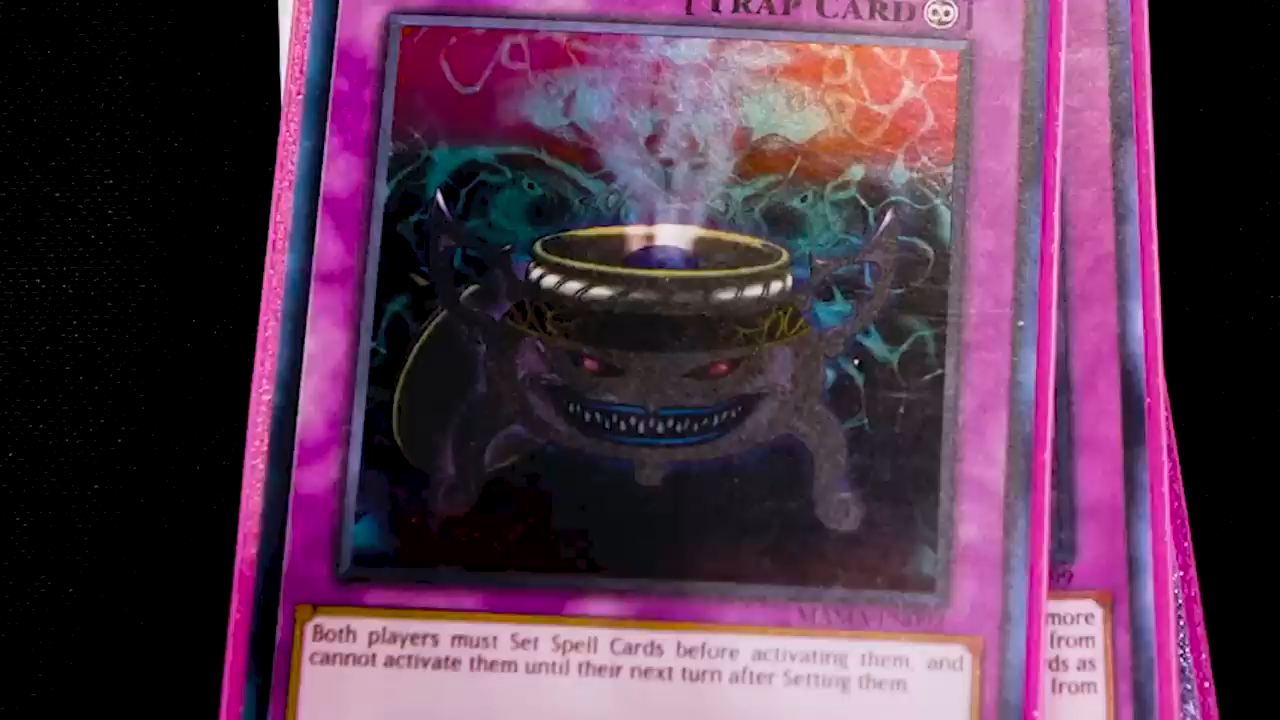 [TRAP CARD
Both players must Set Spell Cards before activating them, and
cannot activate them until their next turn after Setting them
more
from
ds as
from